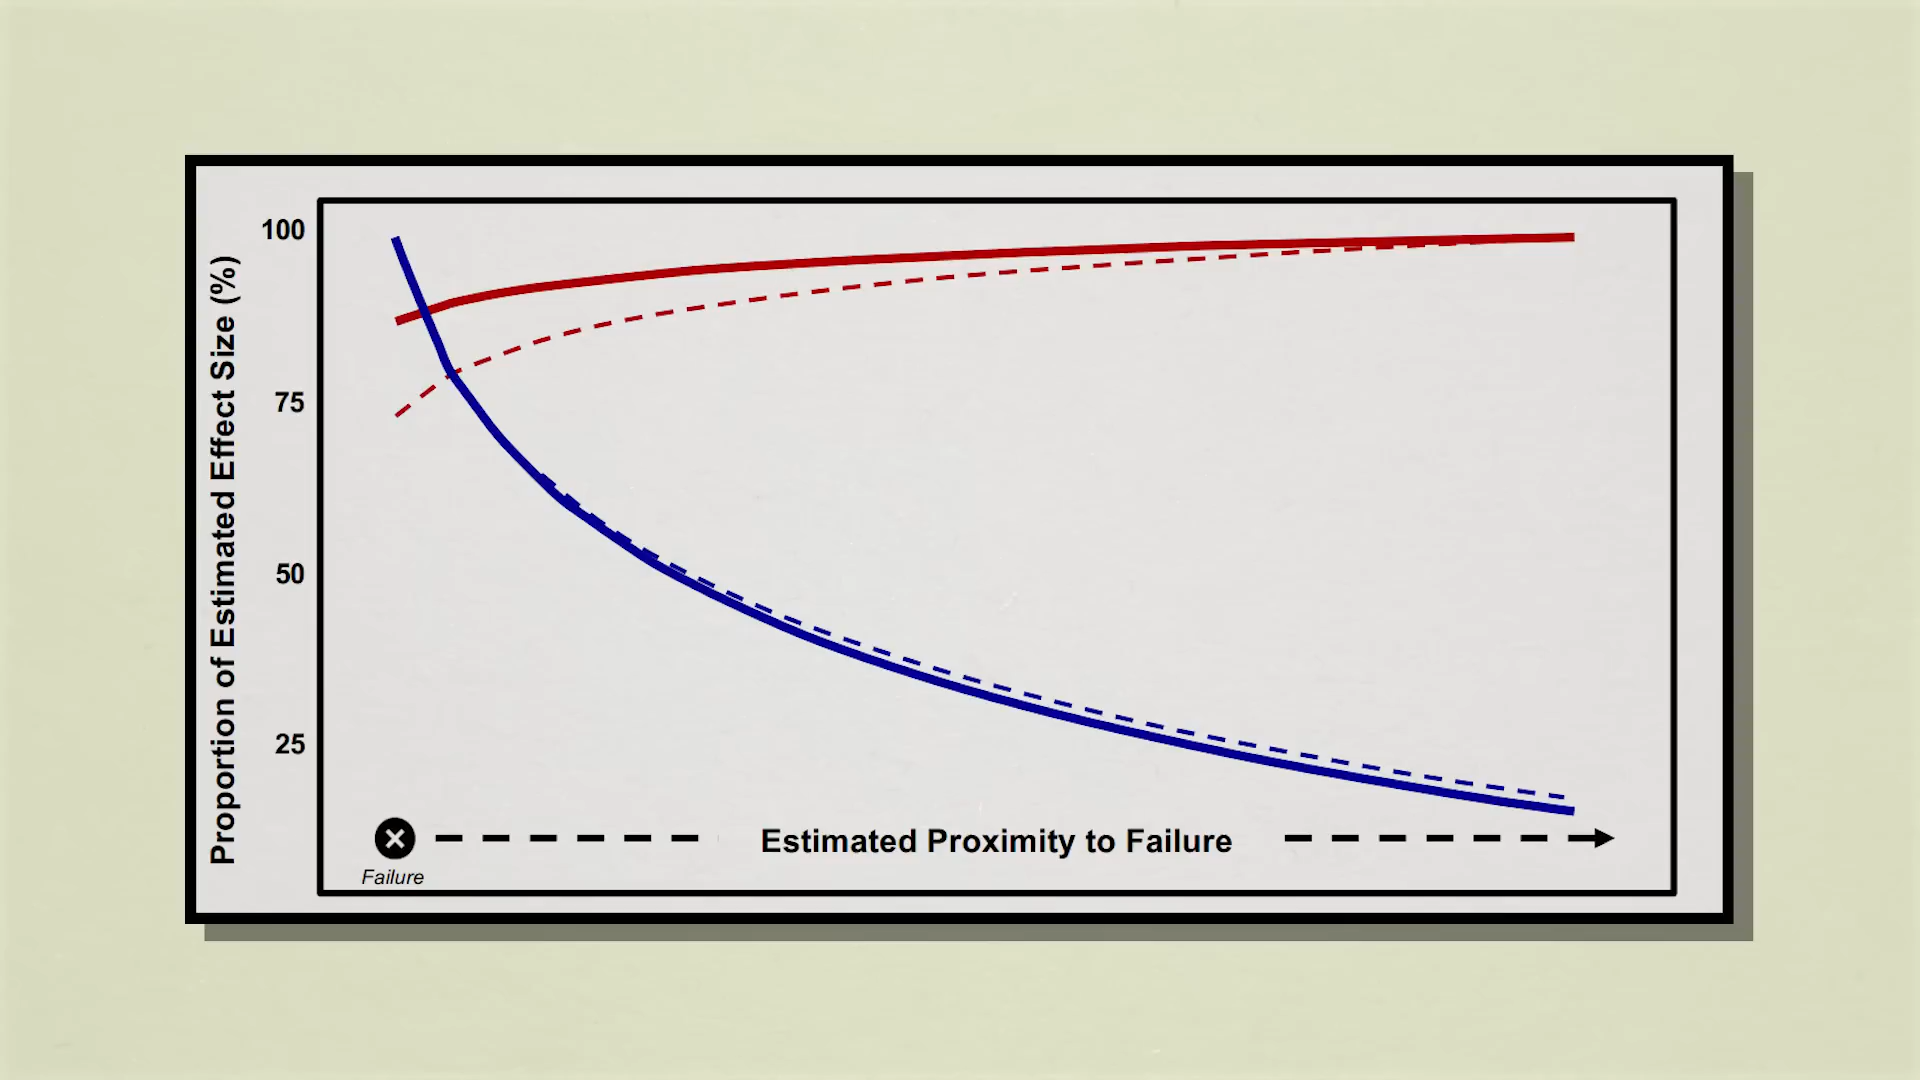 Proportion of Estimated Effect Size (%)
100
75
50
25
Estimated Proximity to Failure
Failure